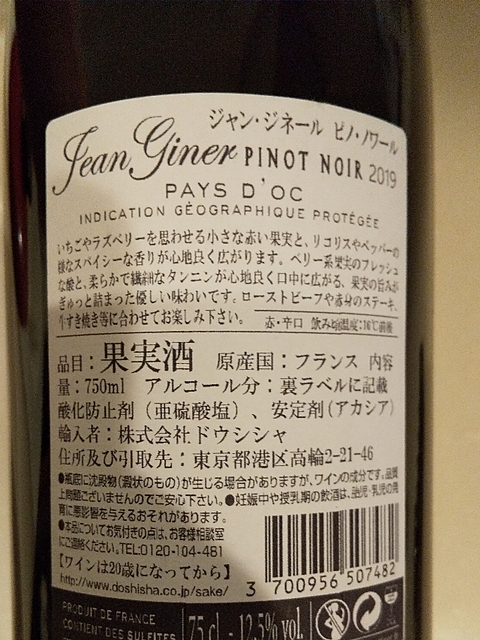 ジャン・ジネール ピノ・ノワール
Jean Giner PINOT NOIR 2019
PAYS D'OC
INDICATION GÉOGRAPHIQUE PROTÉGÉE
いちごやラズベリーを思わせる小さな赤い果実と、リコリスやペッパーの
様なスパイシーな香りが心地良く広がります。ベリー系果実のフレッシュ
な酸と、柔らかで繊細なタンニンが心地良く口中に広がる、果実の旨みが
ぎゅっと詰まった優しい味わいです。ローストビーフや赤身のステーキ、
牛すき焼き等に合わせてお楽しみ下さい。 赤・辛口 飲み頃温度:16℃前後
品目:果実酒 原産国:フランス 内容
量:750ml アルコール分:裏ラベルに記載
酸化防止剤(亜硫酸塩)、安定剤(アカシア)
輸入者:株式会社ドウシシャ
住所及び引取先:東京都港区高輪2-21-46
●瓶底に沈殿物(澱状のもの)が生じる場合がありますが、ワインの成分です。品質
上問題ございませんのでご安心下さい。●妊娠中や授乳期の飲酒は、胎児・乳児の発
育に悪影響を与えるおそれがあります。
●本品についてお気付きの点は、お客様相談室
にご連絡ください。TEL:0120-104-481
【ワインは20歳になってから】
http://www.doshisha.co.jp/sake/
3 700956 507482
PRODUIT DE FRANCE
CONTIENT DES SULFITES
75 cl - 12.5% vol.